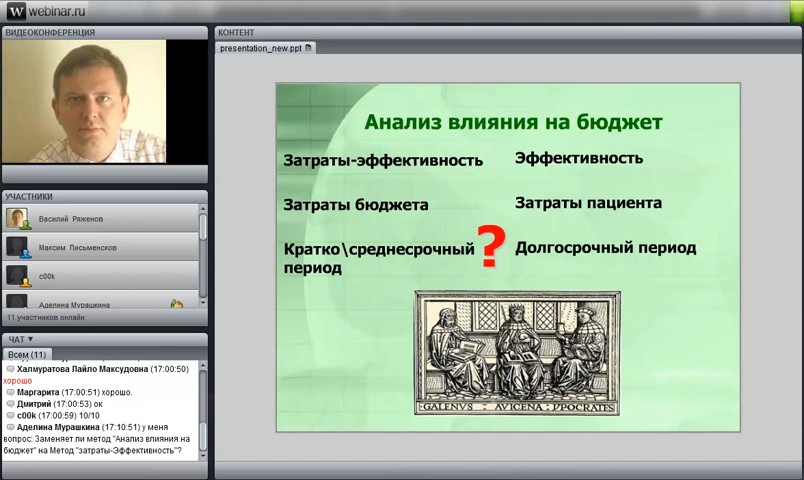 webinar.ru
ВИДЕОКОНФЕРЕНЦИЯ
УЧАСТНИКИ
Василий Ряженов
Максим Письменсков
c00k
Аделина Мурашкина
11 участников онлайн
ЧАТ
Всем (11)
Халмуратова Лайло Максудовна (17:00:50)
хорошо
Маргарита (17:00:51) хорошо.
Дмитрий (17:00:53) ок
c00k (17:00:59) 10/10
Аделина Мурашкина (17:10:51) у меня
вопрос: Заменяет ли метод "Анализ влияния на
бюджет" на Метод "затраты-Эффективность"?
КОНТЕНТ
presentation_new.ppt
Анализ влияния на бюджет
Затраты-эффективность
Эффективность
Затраты бюджета
Затраты пациента
Кратко\среднесрочный
период
?
Долгосрочный период
GALENVS : AVICENA : YPOCRATES